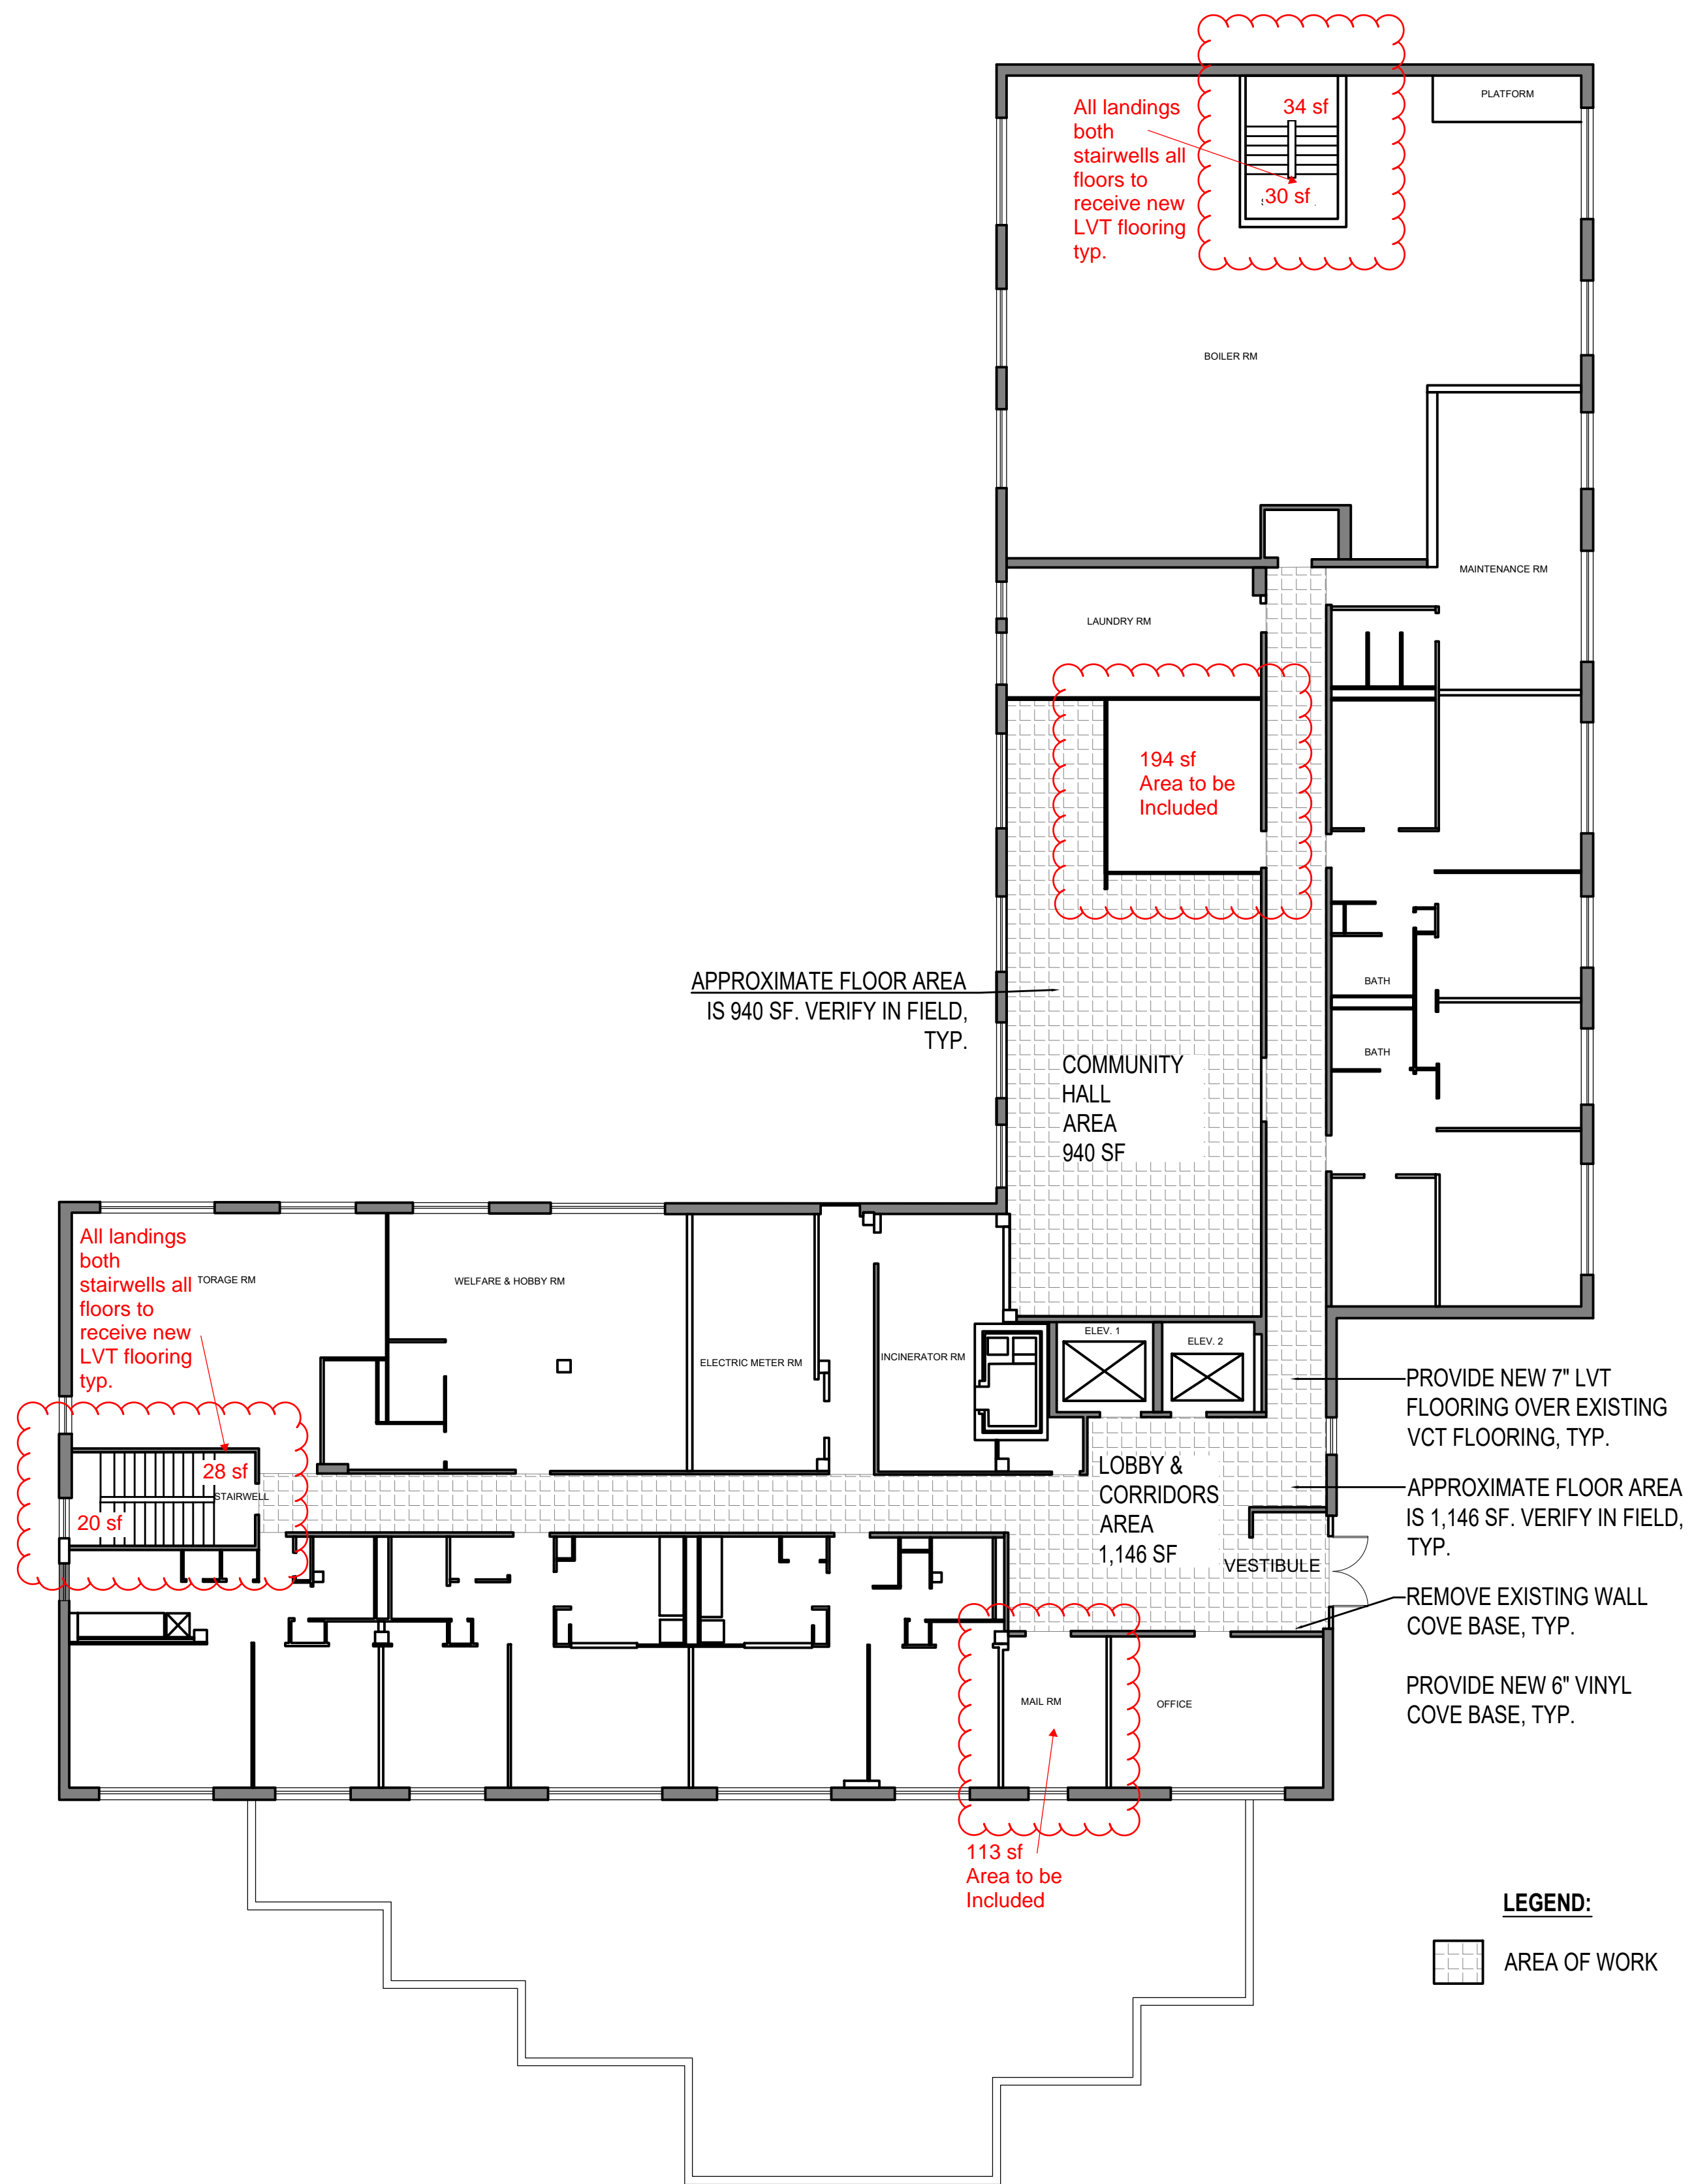 All landings
both
stairwells all
floors to
receive new
LVT flooring
typ.
34 sf
30 sf
PLATFORM
BOILER RM
MAINTENANCE RM
LAUNDRY RM
194 sf
Area to be
Included
APPROXIMATE FLOOR AREA
IS 940 SF. VERIFY IN FIELD,
TYP.
COMMUNITY
HALL
AREA
940 SF
BATH
BATH
All landings
both
stairwells all
floors to
receive new
LVT flooring
typ.
TORAGE RM
WELFARE & HOBBY RM
ELECTRIC METER RM
INCINERATOR RM
ELEV. 1
ELEV. 2
28 sf
STAIRWELL
20 sf
LOBBY &
CORRIDORS
AREA
1,146 SF
VESTIBULE
PROVIDE NEW 7" LVT
FLOORING OVER EXISTING
VCT FLOORING, TYP.
APPROXIMATE FLOOR AREA
IS 1,146 SF. VERIFY IN FIELD,
TYP.
REMOVE EXISTING WALL
COVE BASE, TYP.
PROVIDE NEW 6" VINYL
COVE BASE, TYP.
MAIL RM
OFFICE
113 sf
Area to be
Included
LEGEND:
AREA OF WORK